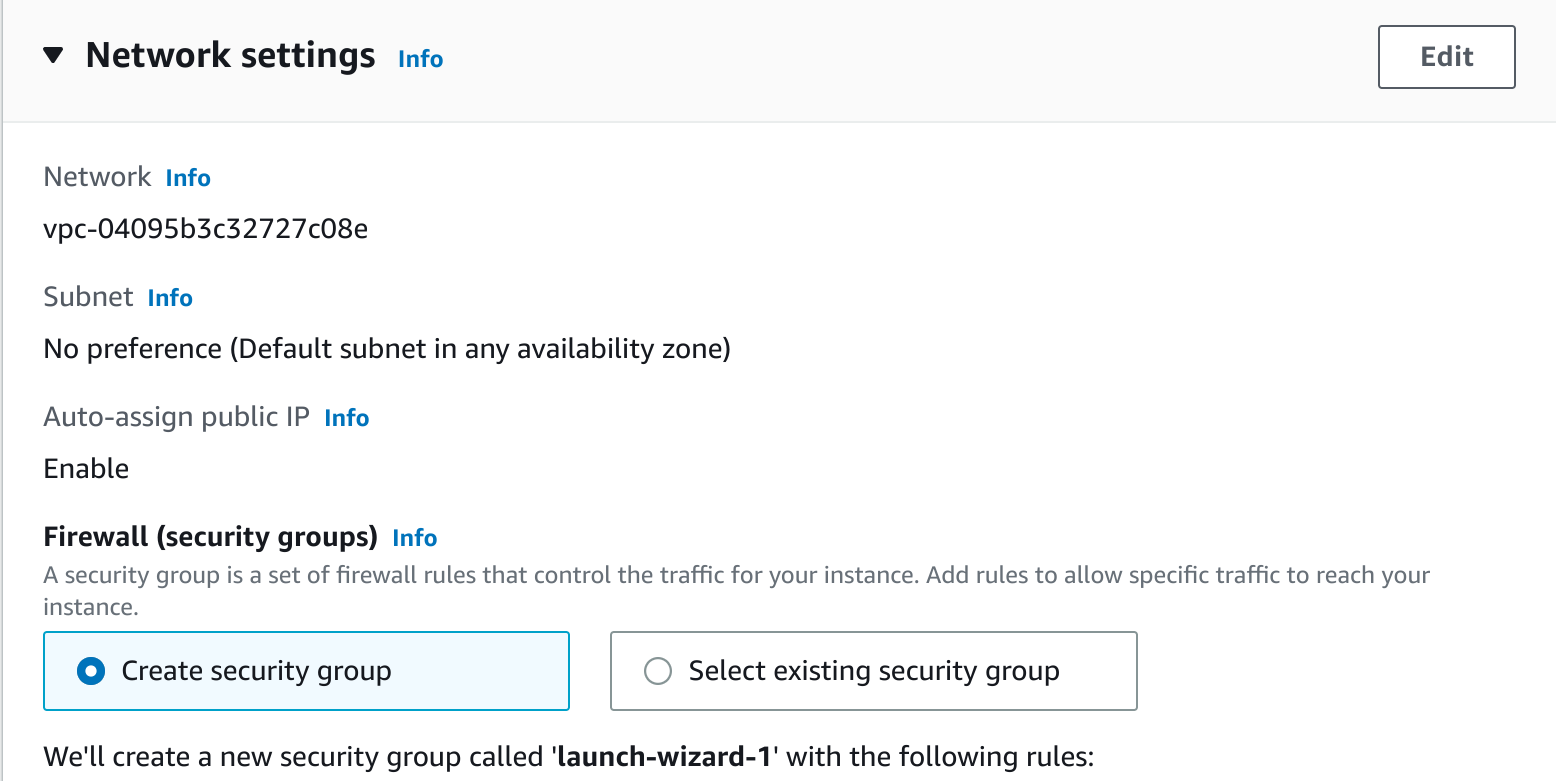 Network settings Info
Edit
Network Info
vpc-04095b3c32727c08e
Subnet Info
No preference (Default subnet in any availability zone)
Auto-assign public IP Info
Enable
Firewall (security groups) Info
A security group is a set of firewall rules that control the traffic for your instance. Add rules to allow specific traffic to reach your
instance.
Create security group
Select existing security group
We'll create a new security group called 'launch-wizard-1' with the following rules: